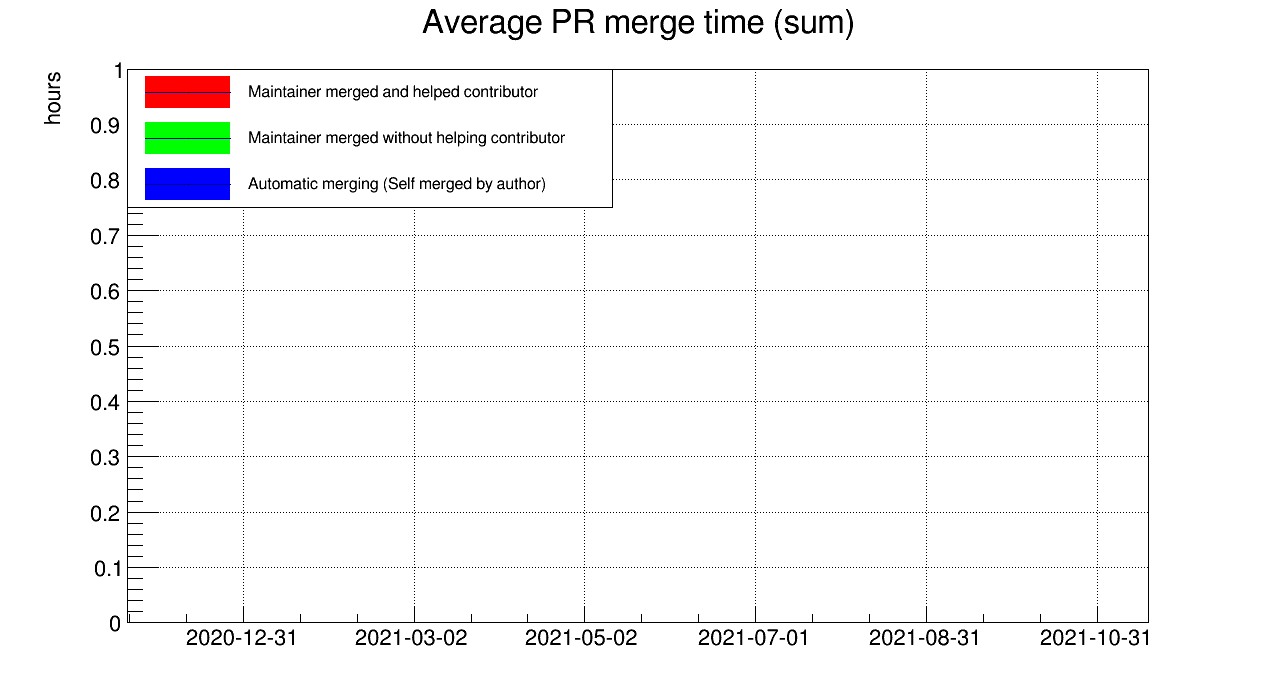 Average PR merge time (sum)
hours
Maintainer merged and helped contributor
Maintainer merged without helping contributor
Automatic merging (Self merged by author)
1
0.9
0.8
0.7
0.6
0.5
0.4
0.3
0.2
0.1
0
2020-12-31 2021-03-02 2021-05-02 2021-07-01 2021-08-31 2021-10-31